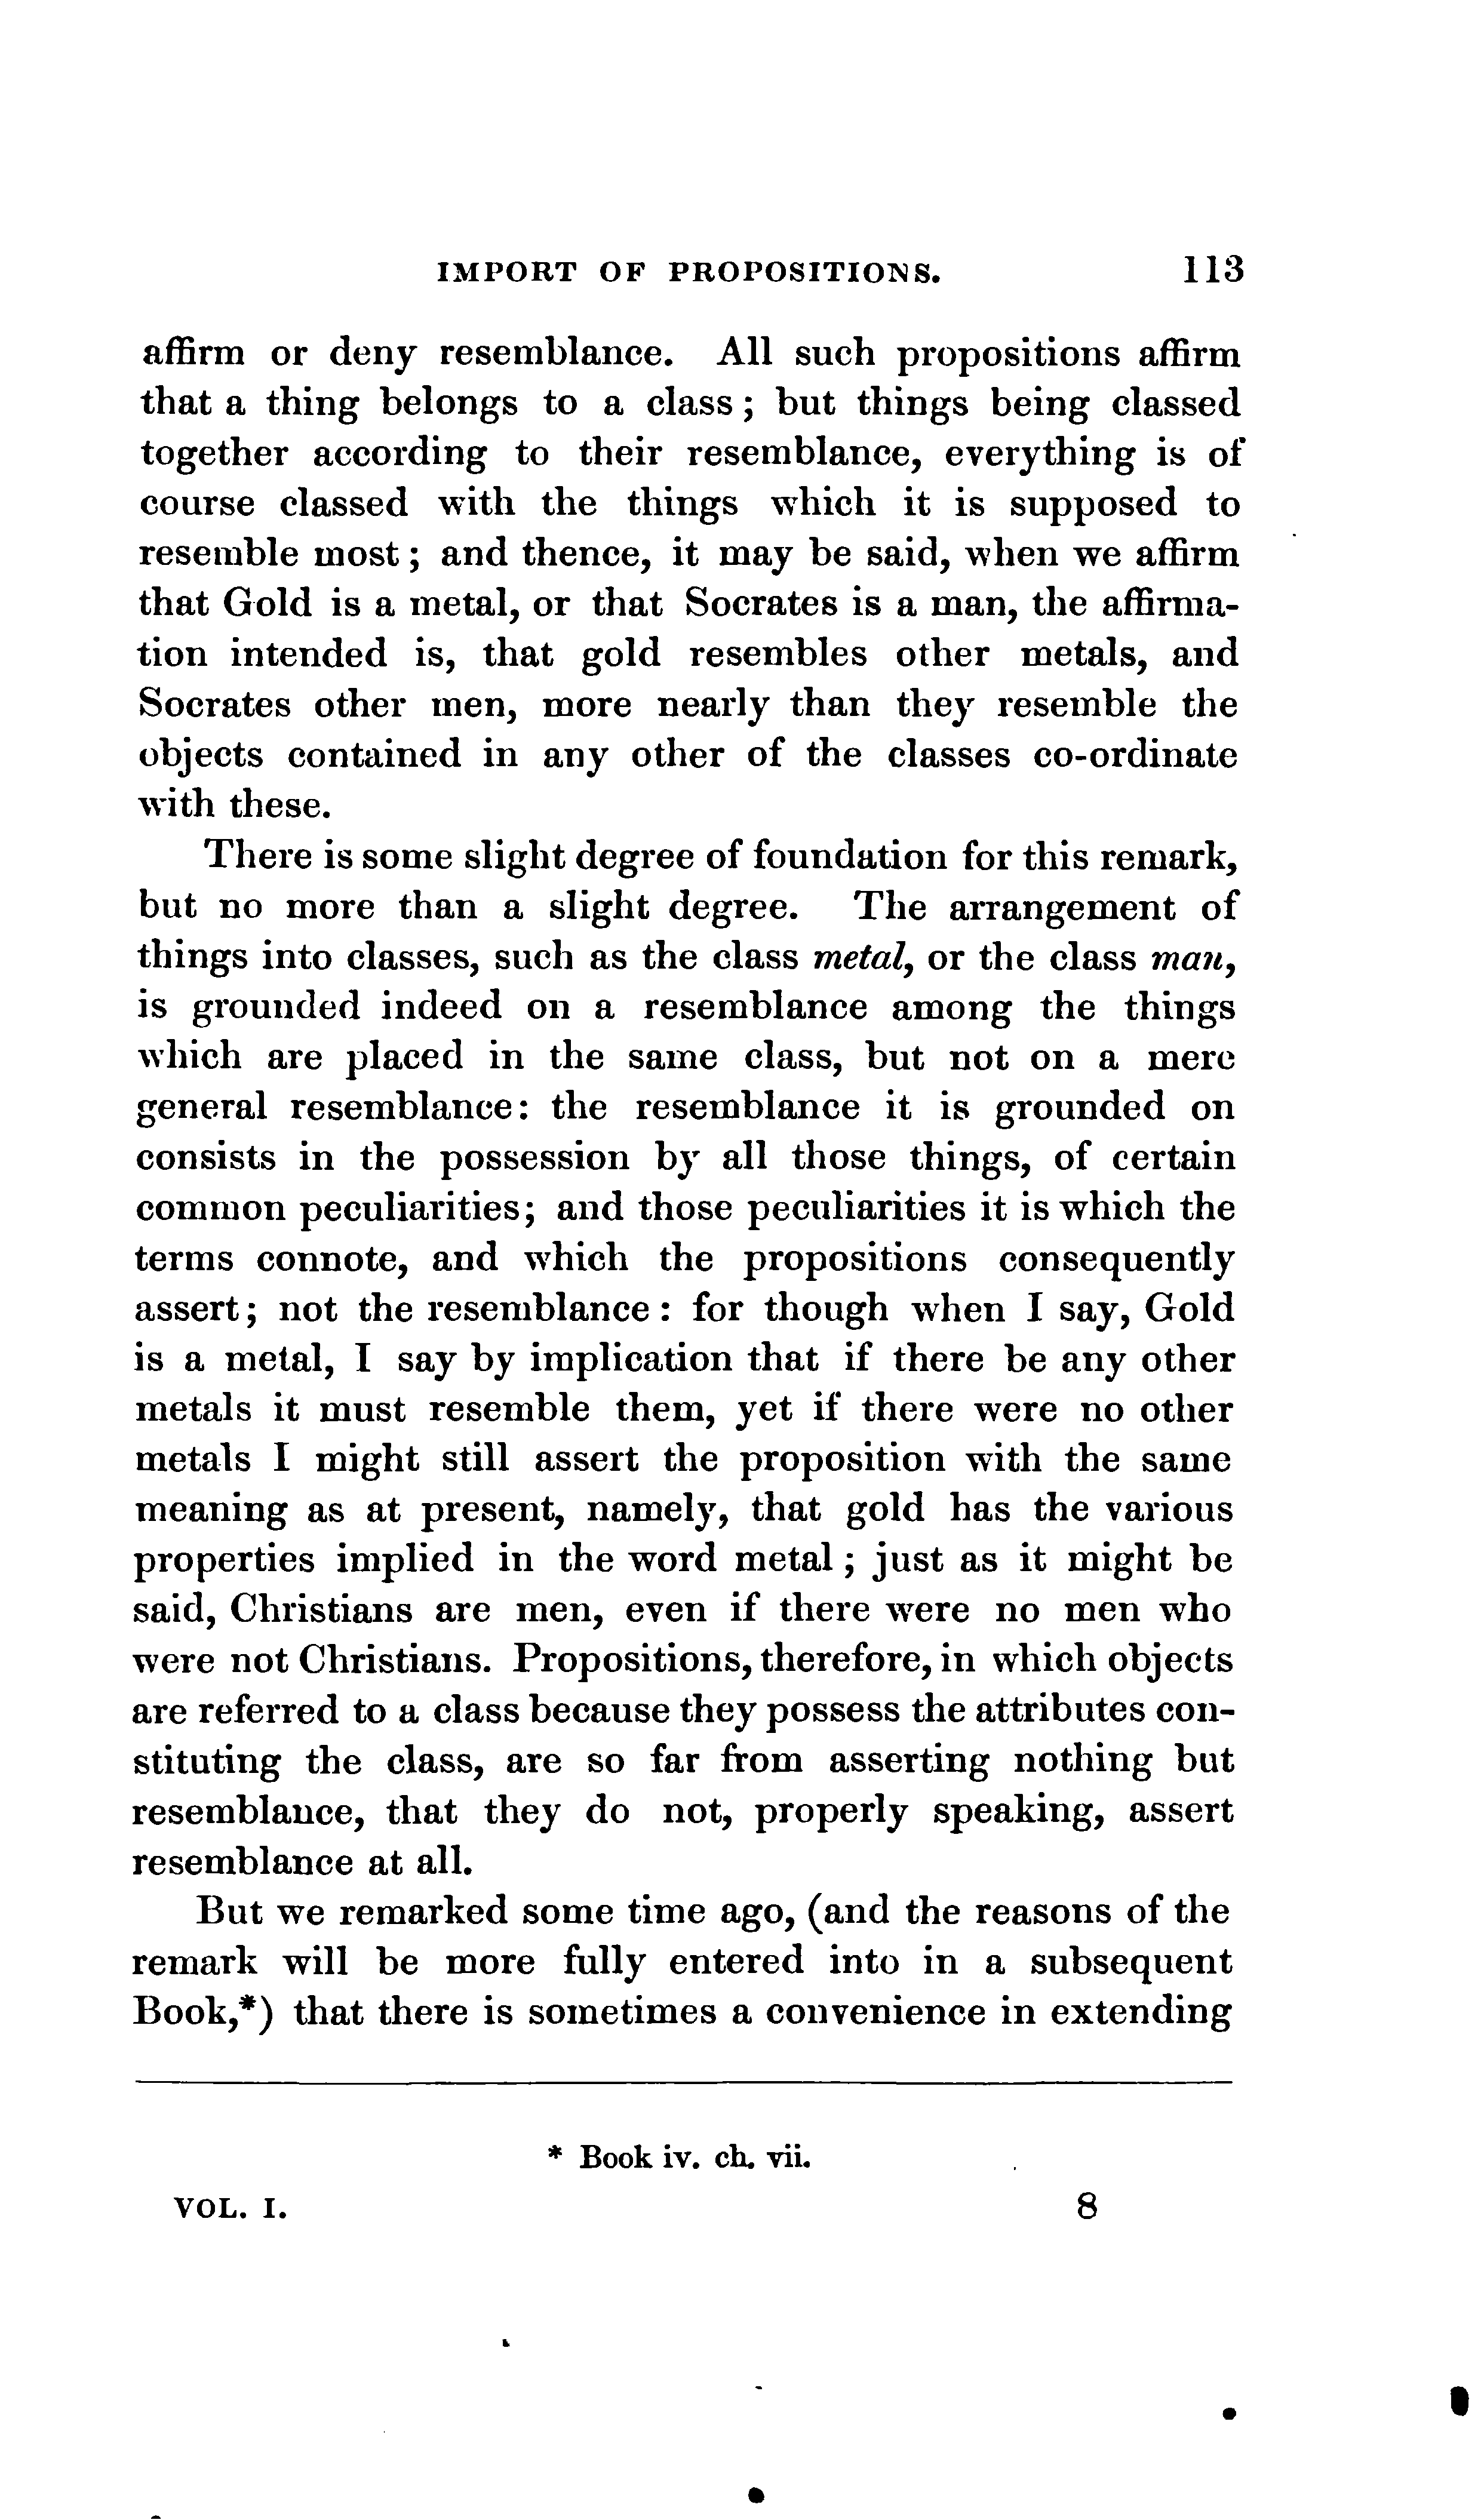 IMPORT OF PROPOSITIONS. 113
affirm or deny resemblance. All such propositions affirm
that a thing belongs to a class; but things being classed
together according to their resemblance, everything is of
course classed with the things which it is supposed to
resemble most; and thence, it may be said, when we affirm
that Gold is a metal, or that Socrates is a man, the affirma-
tion intended is, that gold resembles other metals, and
Socrates other men, more nearly than they resemble the
objects contained in any other of the classes co-ordinate
with these.
There is some slight degree of foundation for this remark,
but no more than a slight degree. The arrangement of
things into classes, such as the class metal, or the class man,
is grounded indeed on a resemblance among the things
which are placed in the same class, but not on a mere
general resemblance: the resemblance it is grounded on
consists in the possession by all those things, of certain
common peculiarities; and those peculiarities it is which the
terms connote, and which the propositions consequently
assert; not the resemblance: for though when I say, Gold
is a metal, I say by implication that if there be any other
metals it must resemble them, yet if there were no other
metals I might still assert the proposition with the same
meaning as at present, namely, that gold has the various
properties implied in the word metal; just as it might be
said, Christians are men, even if there were no men who
were not Christians. Propositions, therefore, in which objects
are referred to a class because they possess the attributes con-
stituting the class, are so far from asserting nothing but
resemblance, that they do not, properly speaking, assert
resemblance at all.
But we remarked some time ago, (and the reasons of the
remark will be more fully entered into in a subsequent
Book,*) that there is sometimes a convenience in extending
* Book iv. ch. vii.
VOL. I. 8